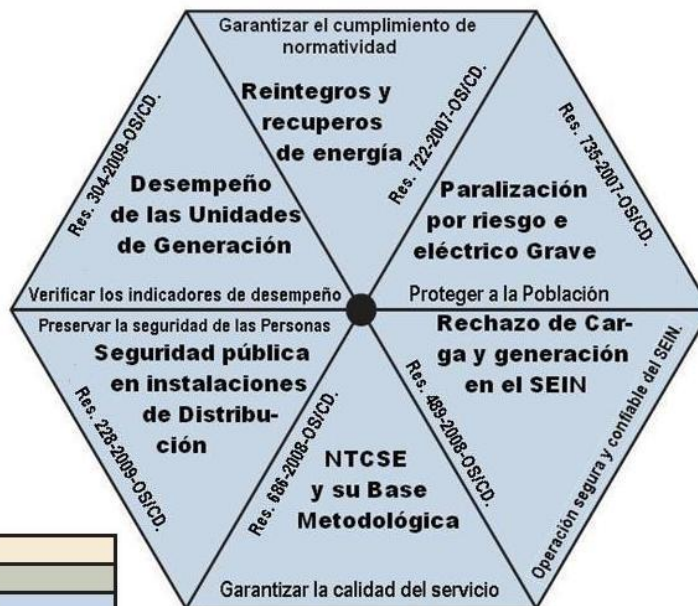 Garantizar el cumplimiento de
normatividad
Reintegros y
recuperos
de energía
Res. 722-2007-OS/CD.
Res. 304-2009-OS/CD.
Desempeño
de las Unidades
de Generación
Verificar los indicadores de desempeño
Res. 735-2007-OS/CD.
Paralización
por riesgo e
eléctrico Grave
Proteger a la Población
Preservar la seguridad de las Personas
Seguridad pública
en instalaciones
de Distribu-
ción
Res. 228-2009-OS/CD.
Res. 686-2008-OS/CD.
NTCSE
y su Base
Metodológica
Garantizar la calidad del servicio
Rechazo de Car-
ga y generación
en el SEIN
Res. 489-2008-OS/CD.
Operación segura y confiable del SEIN.